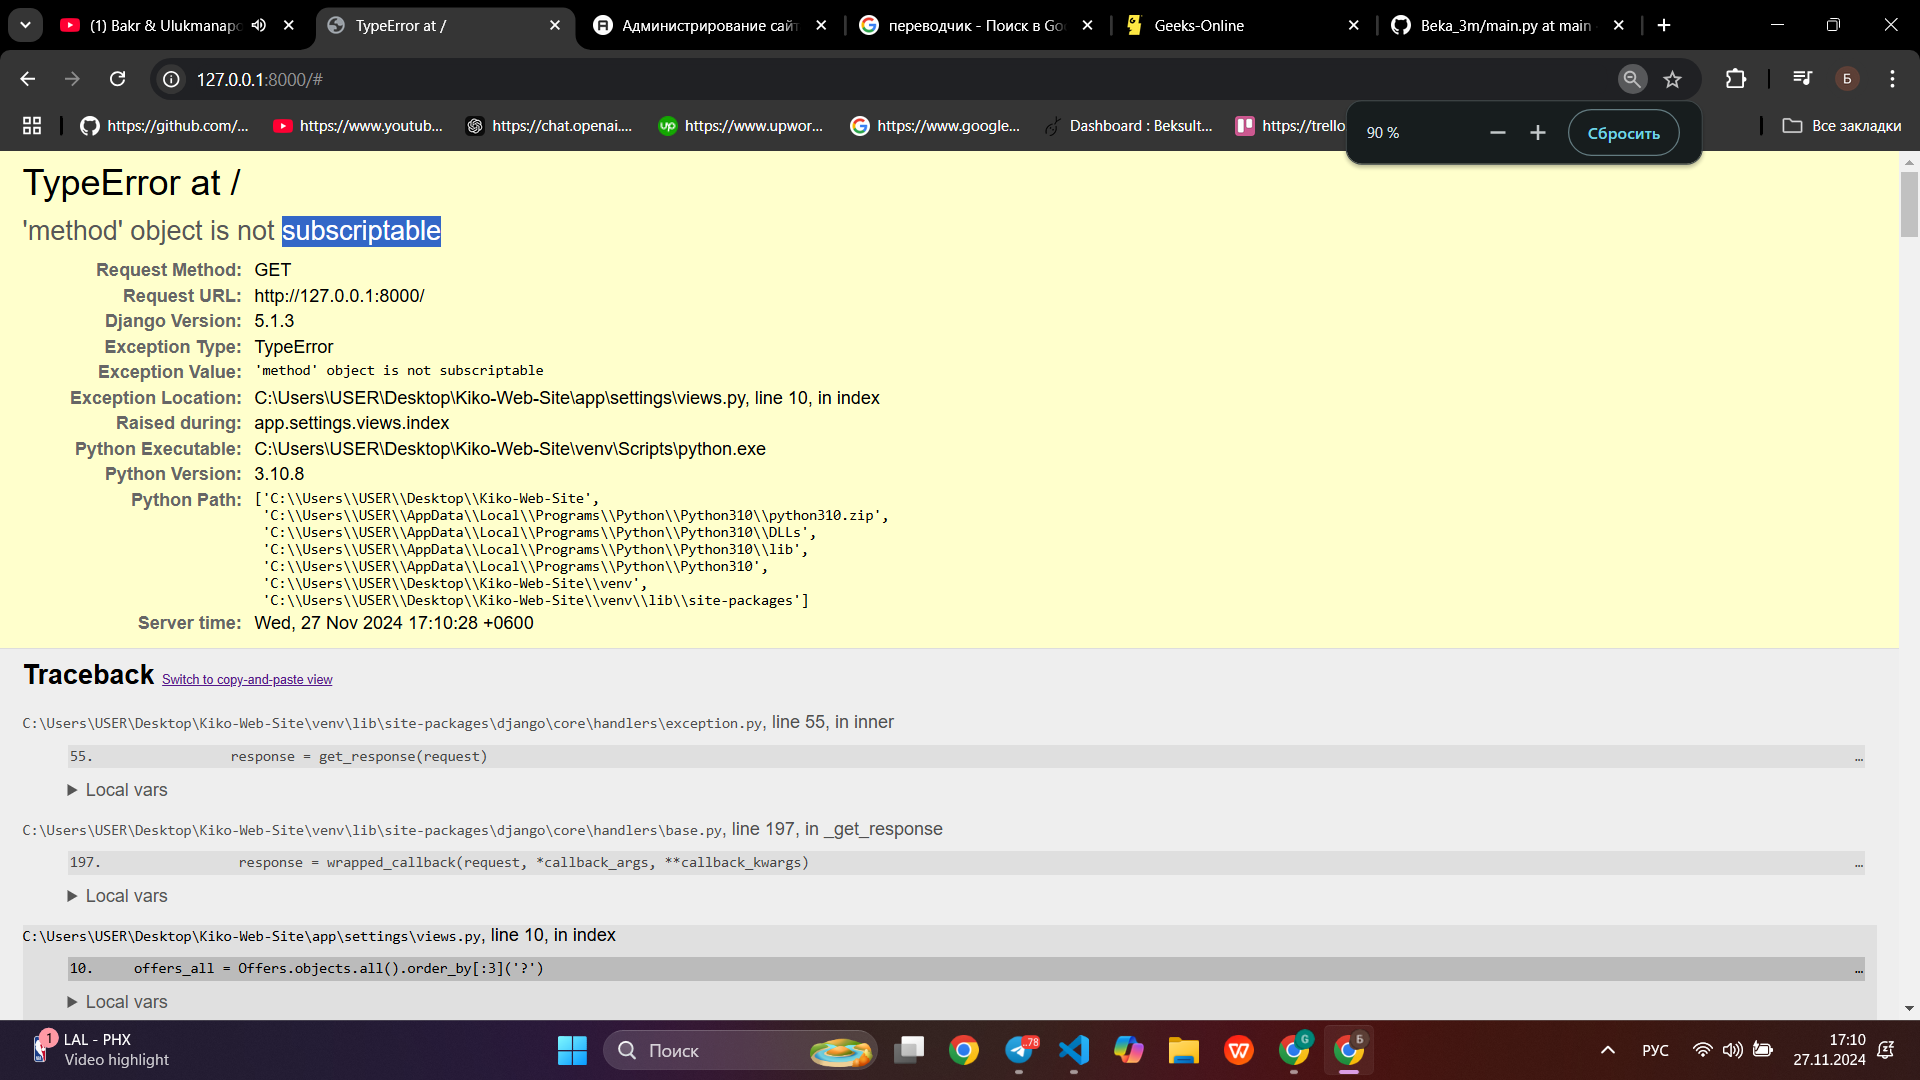 (1) Bakr & Ulukmanapo
TypeError at /
Администрирование сайт
переводчик - Поиск в Go
Geeks-Online
Beka_3m/main.py at main
127.0.0.1:8000/#
Б
https://github.com/...
https://www.youtub...
https://chat.openai....
up
https://www.upwor...
https://www.google...
Dashboard : Beksult...
https://trello
Все закладки
90 %
Сбросить
TypeError at /
'method' object is not subscriptable
Request Method: GET
Request URL: http://127.0.0.1:8000/
Django Version: 5.1.3
Exception Type: TypeError
Exception Value: 'method' object is not subscriptable
Exception Location: C:\Users\USER\Desktop\Kiko-Web-Site\app\settings\views.py, line 10, in index
Raised during: app.settings.views.index
Python Executable: C:\Users\USER\Desktop\Kiko-Web-Site\venv\Scripts\python.exe
Python Version: 3.10.8
Python Path: ['C:\\Users\\USER\\Desktop\\Kiko-Web-Site',
'C:\\Users\\USER\\AppData\\Local\\Programs\\Python\\Python310\\python310.zip',
'C:\\Users\\USER\\AppData\\Local\\Programs\\Python\\Python310\\DLLs',
'C:\\Users\\USER\\AppData\\Local\\Programs\\Python\\Python310\\lib',
'C:\\Users\\USER\\AppData\\Local\\Programs\\Python\\Python310',
'C:\\Users\\USER\\Desktop\\Kiko-Web-Site\\venv',
'C:\\Users\\USER\\Desktop\\Kiko-Web-Site\\venv\\lib\\site-packages']
Server time: Wed, 27 Nov 2024 17:10:28 +0600
Traceback Switch to copy-and-paste view
C:\Users\USER\Desktop\Kiko-Web-Site\venv\lib\site-packages\django\core\handlers\exception.py, line 55, in inner
55. response = get_response(request) …
Local vars
C:\Users\USER\Desktop\Kiko-Web-Site\venv\lib\site-packages\django\core\handlers\base.py, line 197, in _get_response
197. response = wrapped_callback(request, *callback_args, **callback_kwargs) …
Local vars
C:\Users\USER\Desktop\Kiko-Web-Site\app\settings\views.py, line 10, in index
10. offers_all = Offers.objects.all().order_by[:3]('?') …
Local vars
1
LAL - PHX
Video highlight
Поиск
..78
W
G
Б
РУС
17:10
27.11.2024